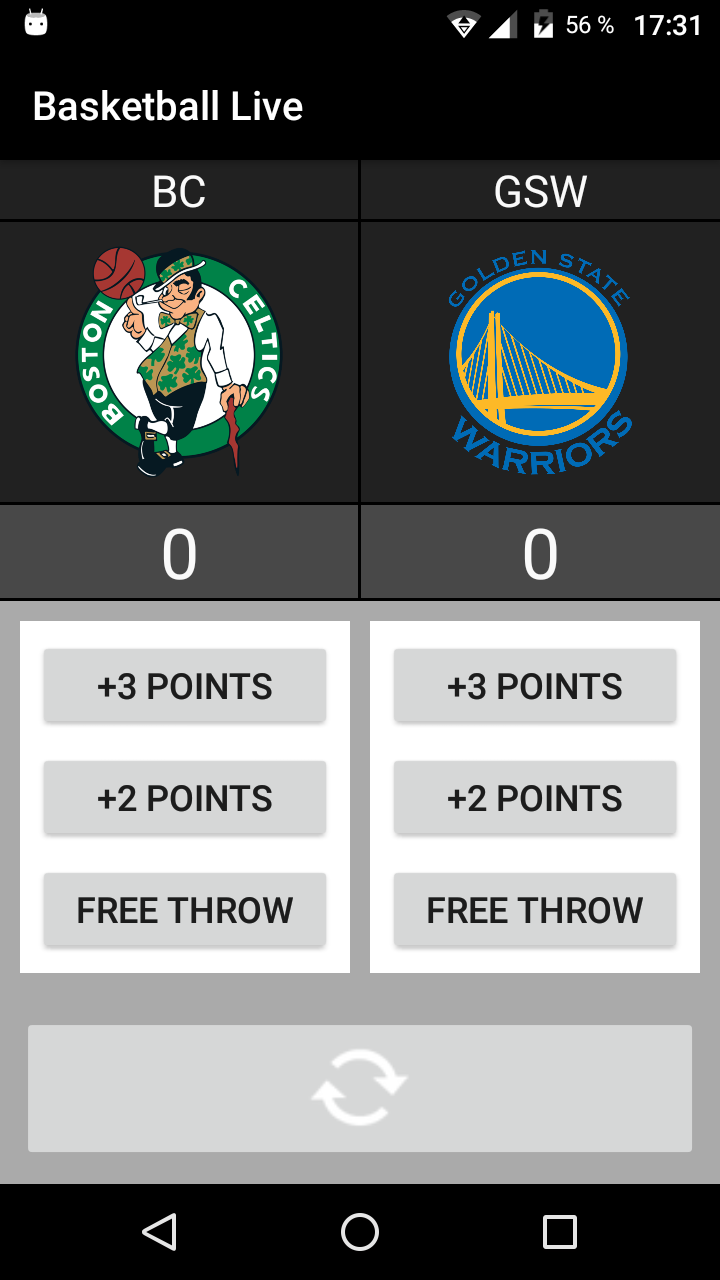 56 % 17:31
Basketball Live
BC GSW
BOSTON CELTICS
GOLDEN STATE
WARRIORS
0 0
+3 POINTS +3 POINTS
+2 POINTS +2 POINTS
FREE THROW FREE THROW